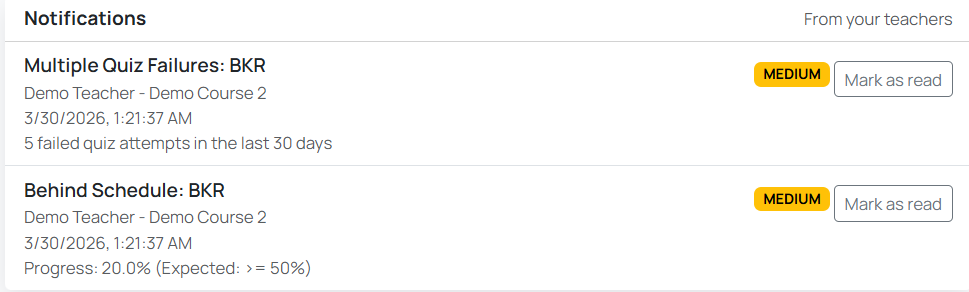 Notifications
From your teachers
Multiple Quiz Failures: BKR
MEDIUM
Mark as read
Demo Teacher - Demo Course 2
3/30/2026, 1:21:37 AM
5 failed quiz attempts in the last 30 days
Behind Schedule: BKR
MEDIUM
Mark as read
Demo Teacher - Demo Course 2
3/30/2026, 1:21:37 AM
Progress: 20.0% (Expected: >= 50%)